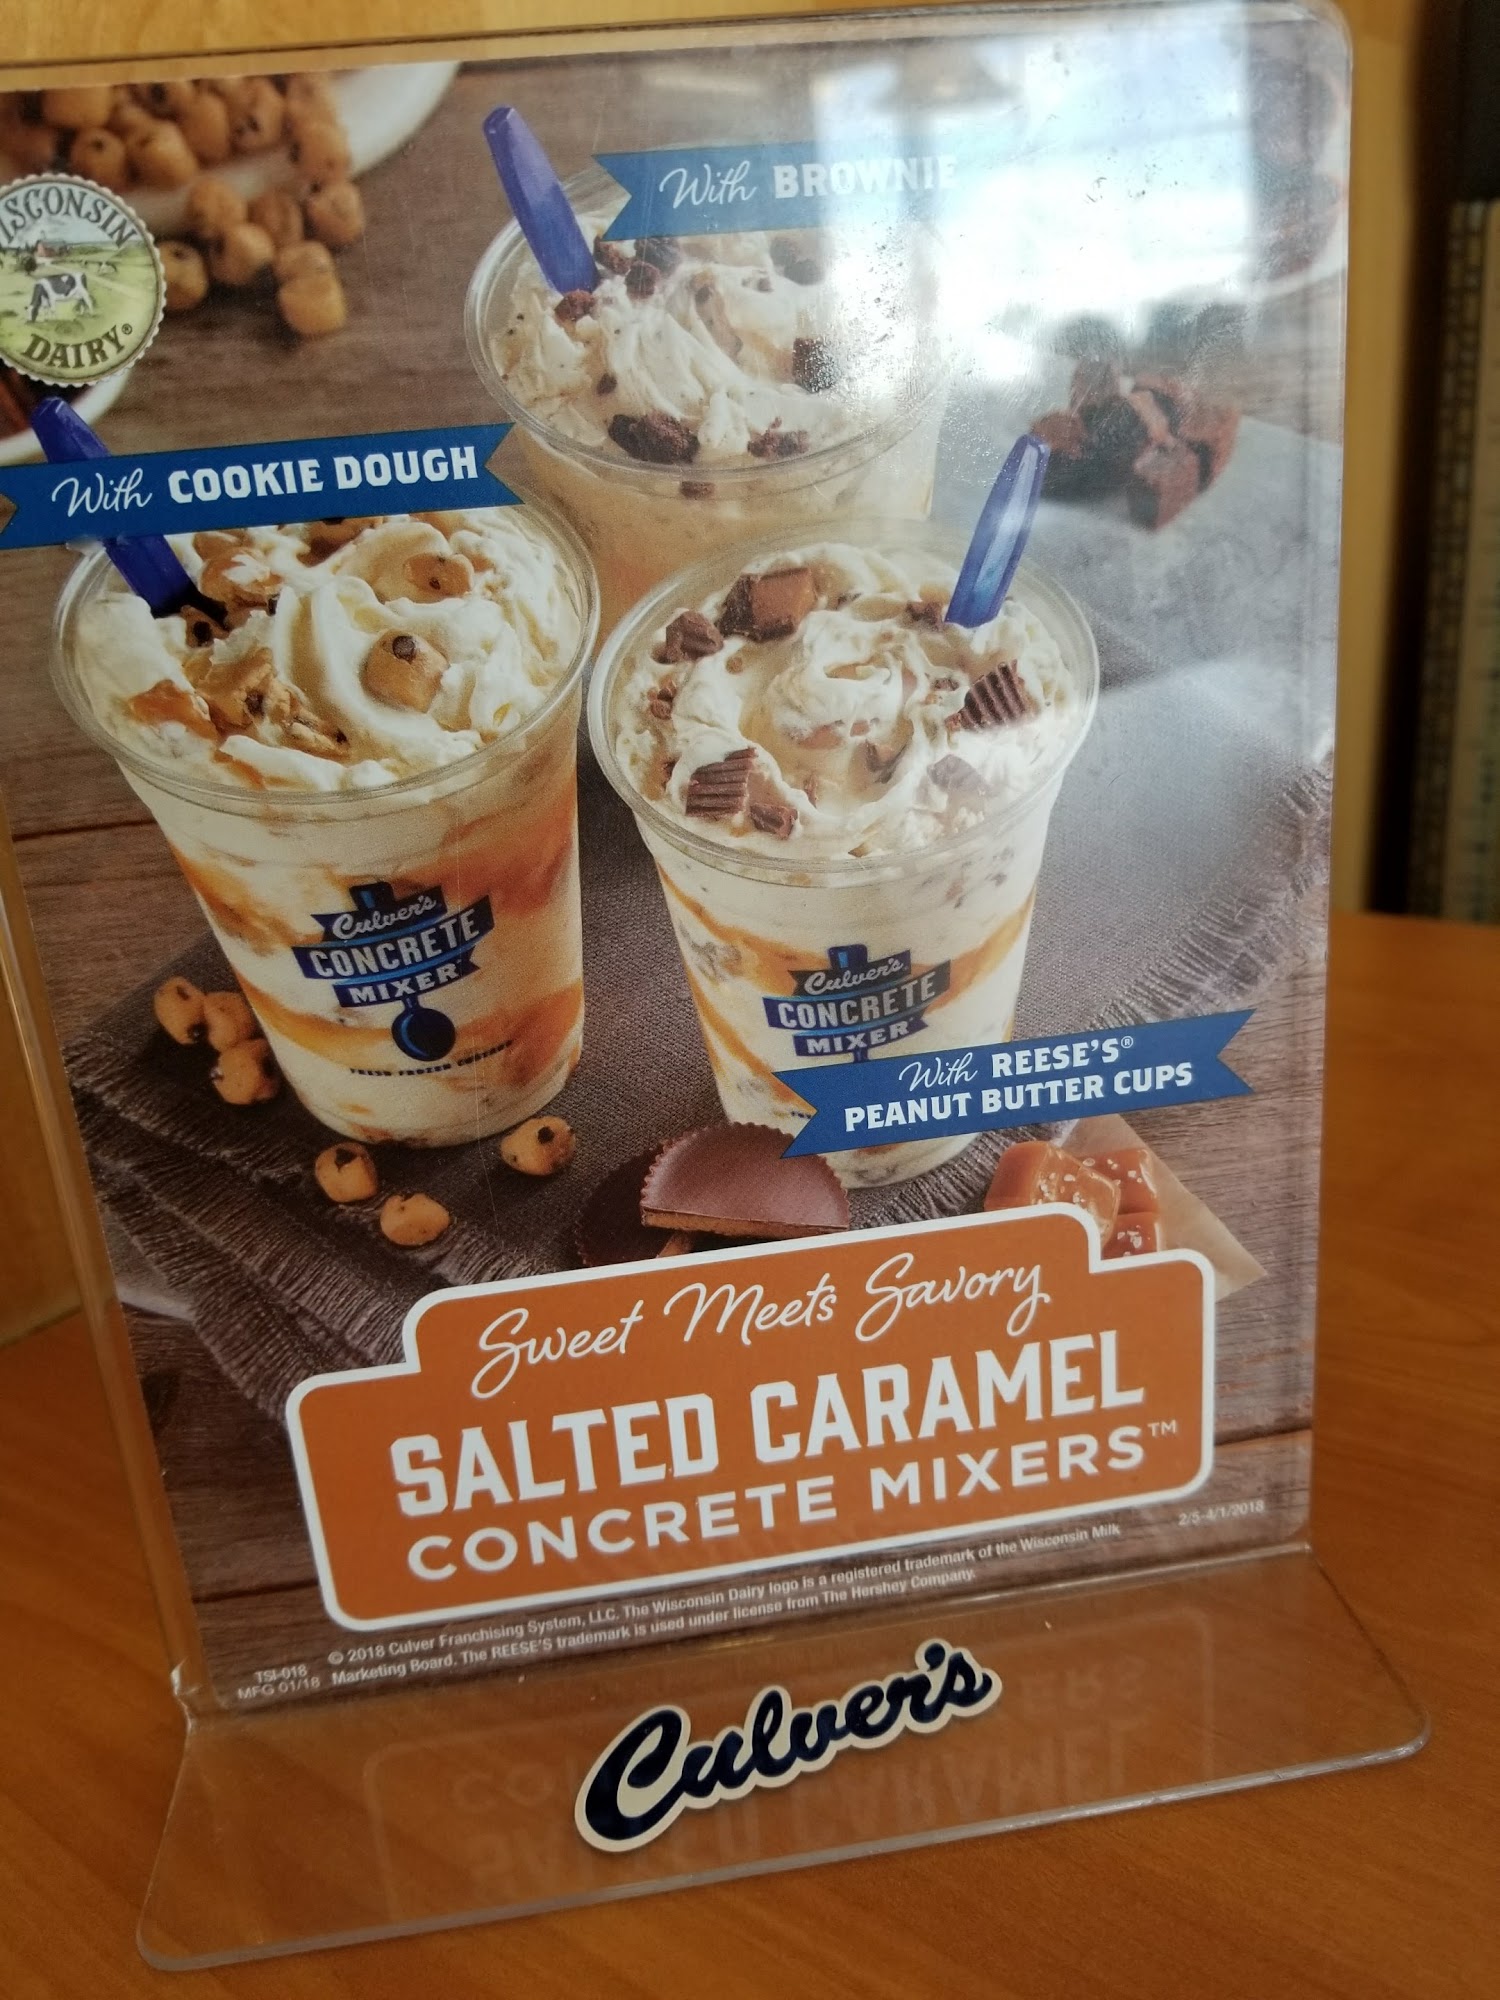 With BROWNIE
WISCONSIN
DAIRY®
With COOKIE DOUGH
Culver's
CONCRETE
MIXER
FRESH FROZEN CUSTARD
Culver's
CONCRETE
MIXER
With REESE'S®
PEANUT BUTTER CUPS
Sweet Meets Savory
SALTED CARAMEL
CONCRETE MIXERS™
2/5-4/1/2018
TSI-018
MFG 01/18
© 2018 Culver Franchising System, LLC. The Wisconsin Dairy logo is a registered trademark of the Wisconsin Milk
Marketing Board. The REESE'S trademark is used under license from The Hershey Company.
Culver's